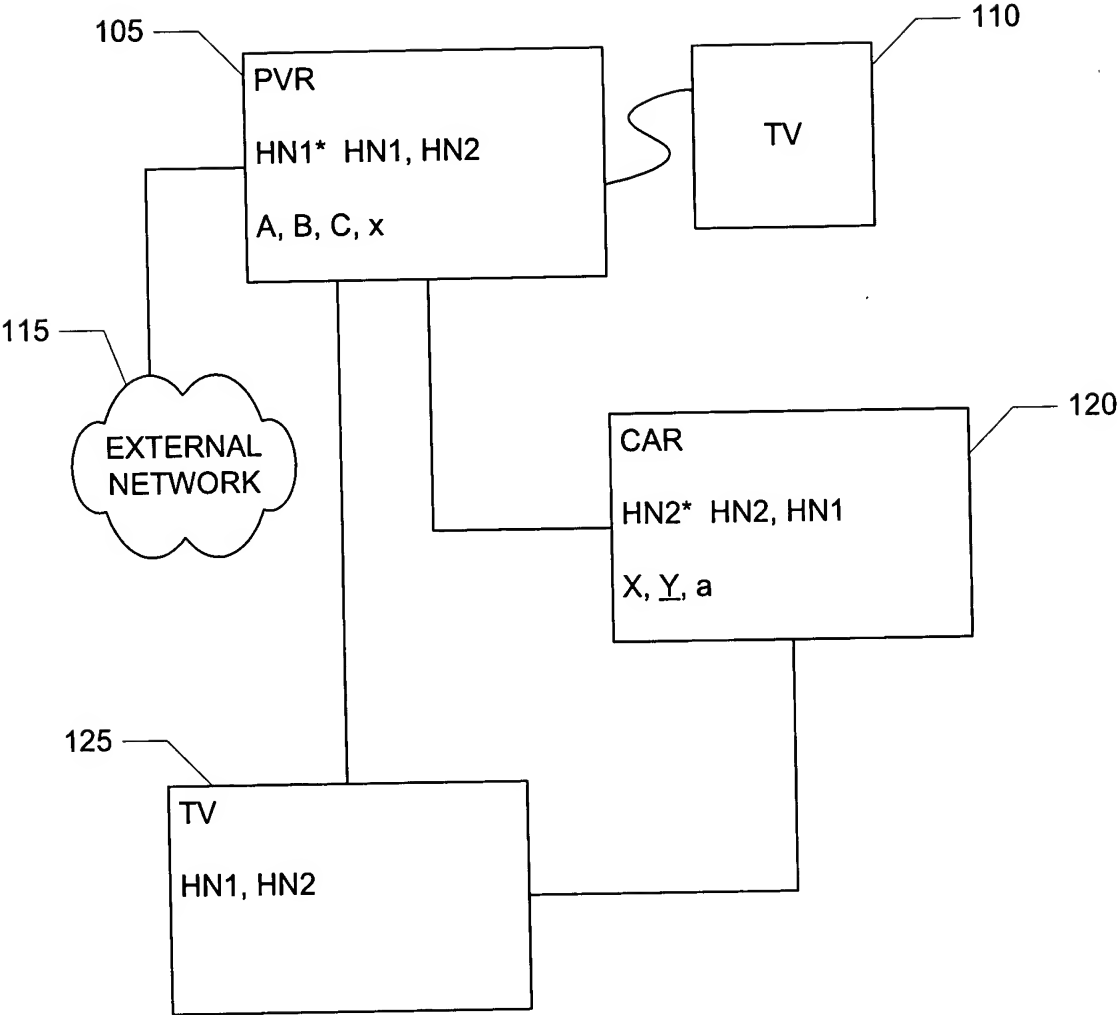 105
110
PVR
TV
HN1* HN1, HN2
A, B, C, x
115
120
EXTERNAL
NETWORK
CAR
HN2* HN2, HN1
X, Y, a
125
TV
HN1, HN2